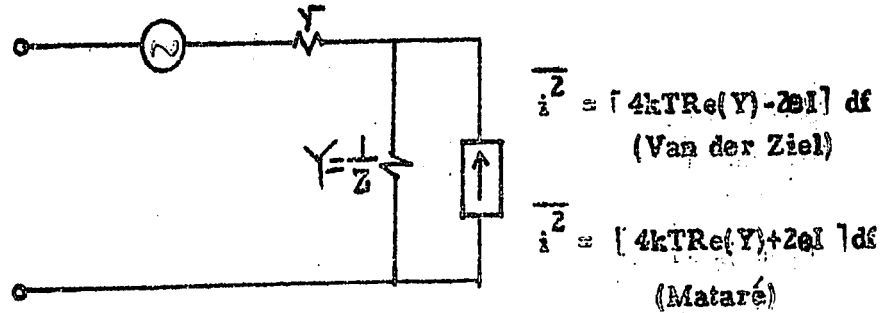 r
Y=1/Z
i² = [4kTRe(Y)-2eI] df
(Van der Ziel)
i² = [4kTRe(Y)+2eI]df
(Mataré)